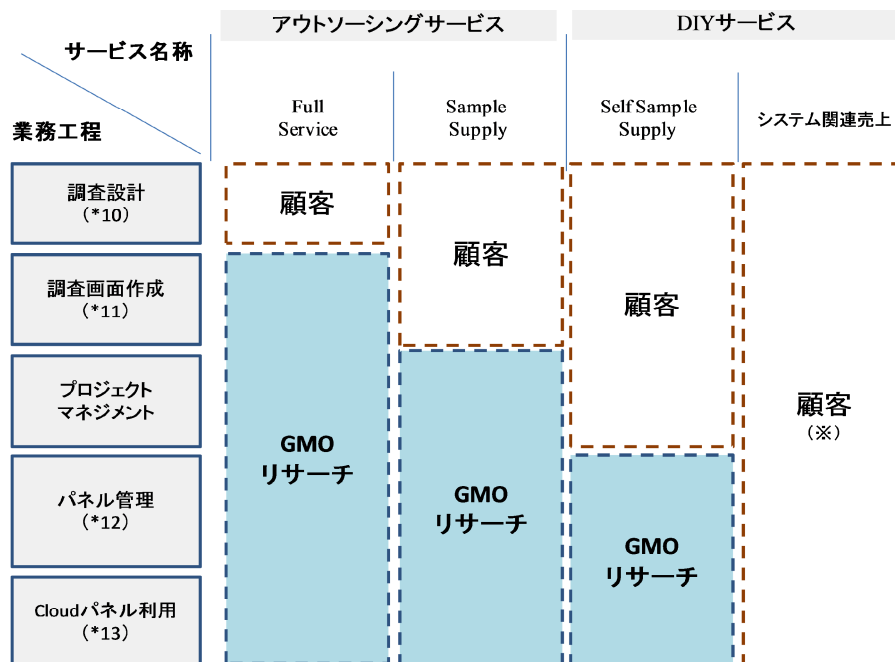 アウトソーシングサービス
DIYサービス
サービス名称
業務工程
Full
Service
Sample
Supply
Self Sample
Supply
システム関連売上
調査設計
(*10)
調査画面作成
(*11)
プロジェクト
マネジメント
パネル管理
(*12)
Cloudパネル利用
(*13)
顧客
GMO
リサーチ
顧客
GMO
リサーチ
顧客
GMO
リサーチ
顧客
(※)